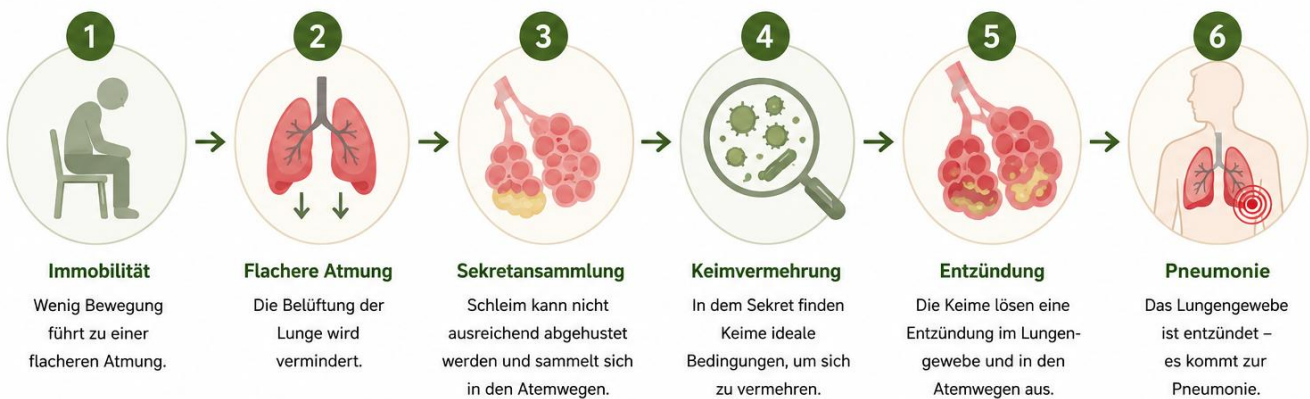 1
Immobilität
Wenig Bewegung
führt zu einer
flacheren Atmung.
2
Flachere Atmung
Die Belüftung der
Lunge wird
vermindert.
3
Sekretansammlung
Schleim kann nicht
ausreichend abgehustet
werden und sammelt sich
in den Atemwegen.
4
Keimvermehrung
In dem Sekret finden
Keime ideale
Bedingungen, um sich
zu vermehren.
5
Entzündung
Die Keime lösen eine
Entzündung im Lungen-
gewebe und in den
Atemwegen aus.
6
Pneumonie
Das Lungengewebe
ist entzündet –
es kommt zur
Pneumonie.